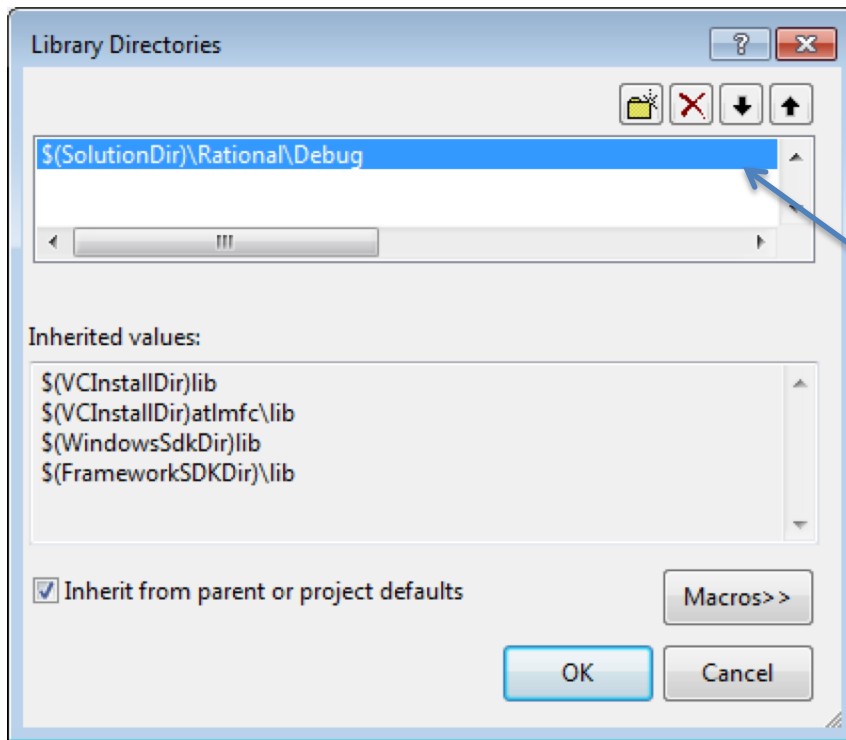 Library Directories
$(SolutionDir)\Rational\Debug
Inherited values:
$(VCInstallDir)lib
$(VCInstallDir)atlmfc\lib
$(WindowsSdkDir)lib
$(FrameworkSDKDir)\lib
Inherit from parent or project defaults
Macros>>
OK
Cancel